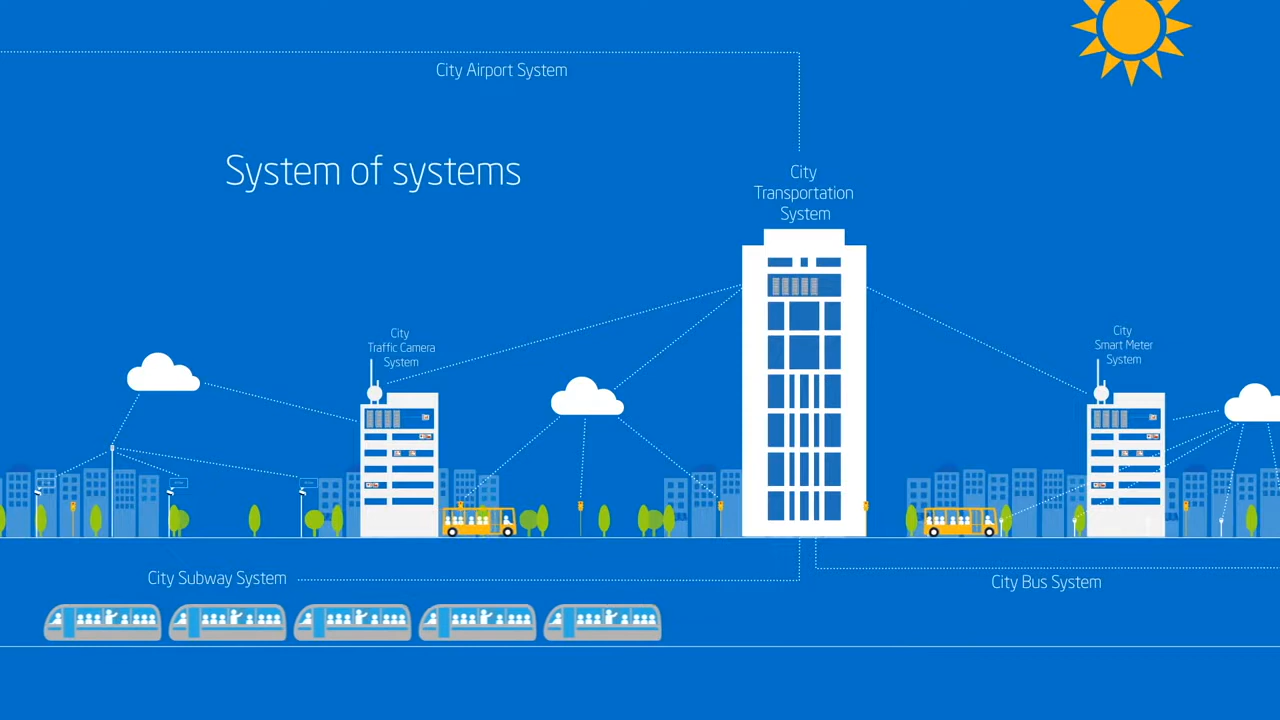 City Airport System
System of systems
City
Transportation
System
City
Traffic Camera
System
City
Smart Meter
System
City Subway System
City Bus System